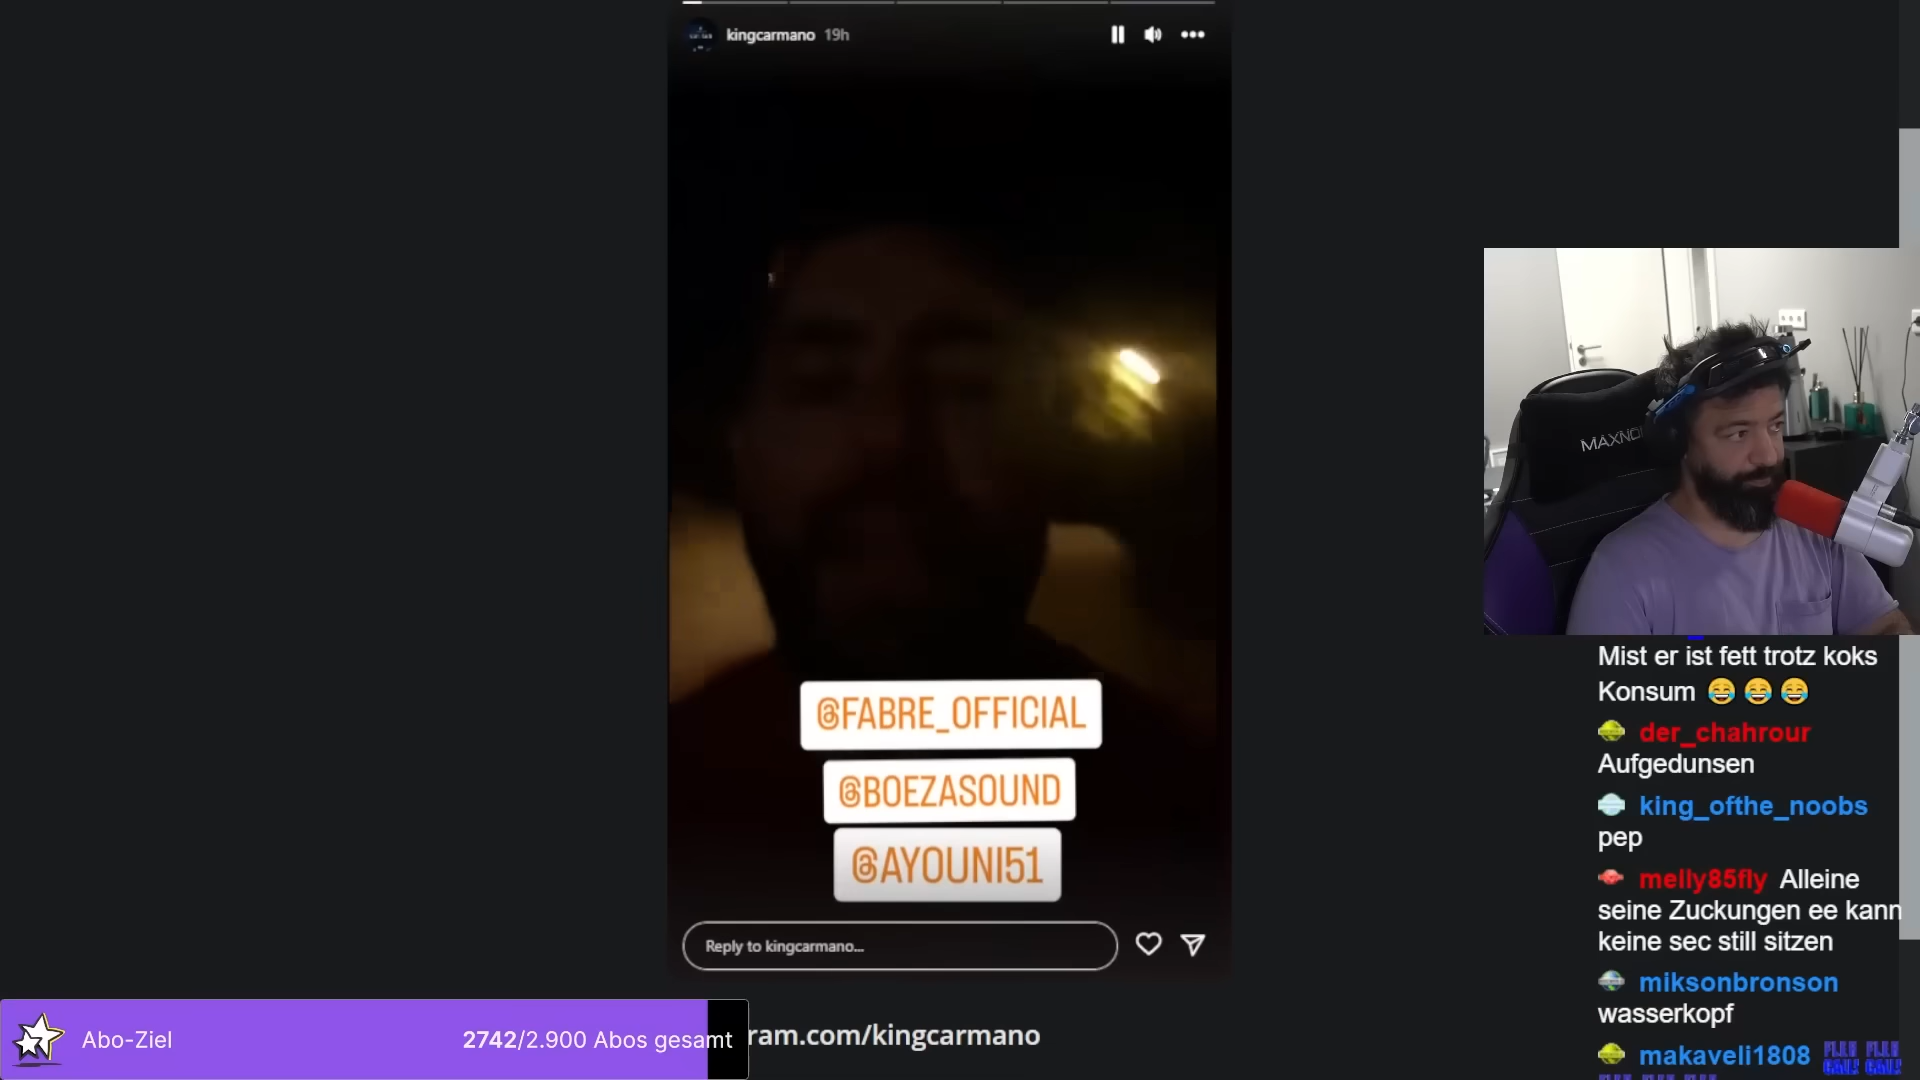 kingcarmano 19h
@FABRE_OFFICIAL
@BOEZASOUND
@AYOUNI51
Reply to kingcarmano...
ram.com/kingcarmano
Abo-Ziel
2742/2.900 Abos gesamt
MAXNO
Mist er ist fett trotz koks
Konsum 😂 😂 😂
der_chahrour
Aufgedunsen
king_ofthe_noobs
pep
melly85fly Alleine
seine Zuckungen ee kann
keine sec still sitzen
miksonbronson
wasserkopf
makaveli1808